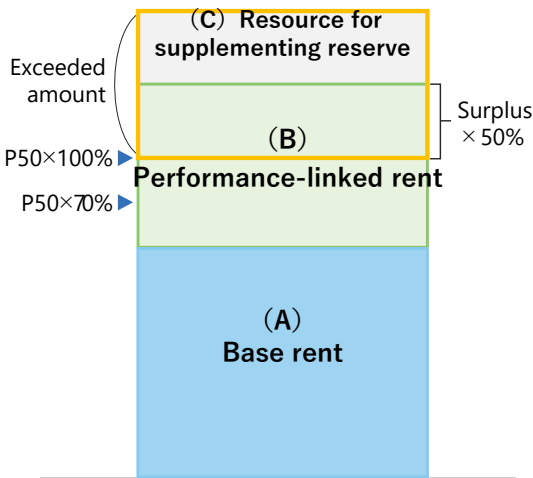 （C）Resource for
supplementing reserve
Exceeded
amount
Surplus
×50%
（B）
P50×100%
Performance-linked rent
P50×70%
（A）
Base rent